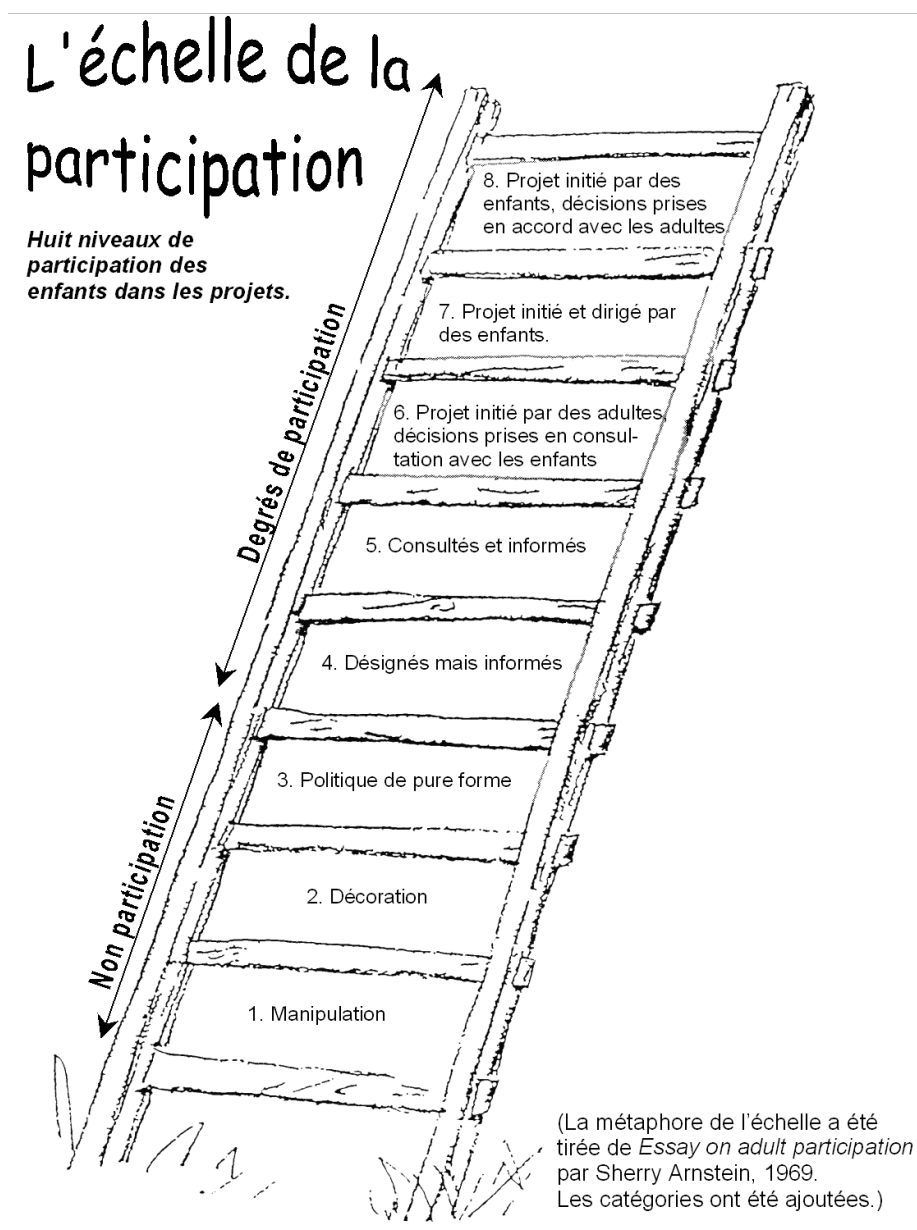 L'échelle de la
participation
Huit niveaux de
participation des
enfants dans les projets.
Degrés de participation
8. Projet initié par des
enfants, décisions prises
en accord avec les adultes
7. Projet initié et dirigé par
des enfants.
6. Projet initié par des adultes,
décisions prises en consul-
tation avec les enfants
5. Consultés et informés
4. Désignés mais informés
Non participation
3. Politique de pure forme
2. Décoration
1. Manipulation
(La métaphore de l'échelle a été
tirée de Essay on adult participation
par Sherry Arnstein, 1969.
Les catégories ont été ajoutées.)